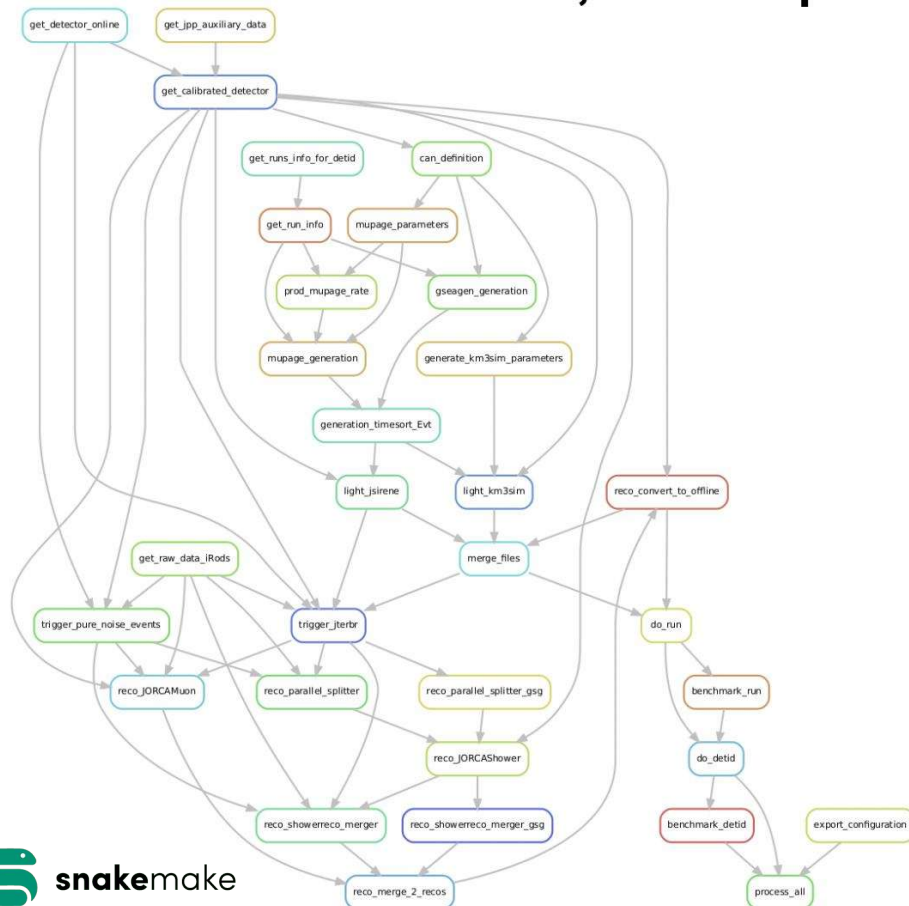 get_detector_online
get_jpp_auxiliary_data
get_calibrated_detector
get_runs_info_for_detid
can_definition
get_run_info
mupage_parameters
prod_mupage_rate
gseagen_generation
mupage_generation
generate_km3sim_parameters
generation_timesort_Evt
light_jsirene
light_km3sim
reco_convert_to_offline
get_raw_data_iRods
merge_files
trigger_pure_noise_events
trigger_jterbr
do_run
reco_JORCAMuon
reco_parallel_splitter
reco_parallel_splitter_gsg
benchmark_run
reco_JORCAShower
do_detid
reco_showerreco_merger
reco_showerreco_merger_gsg
benchmark_detid
export_configuration
snakemake
reco_merge_2_recos
process_all